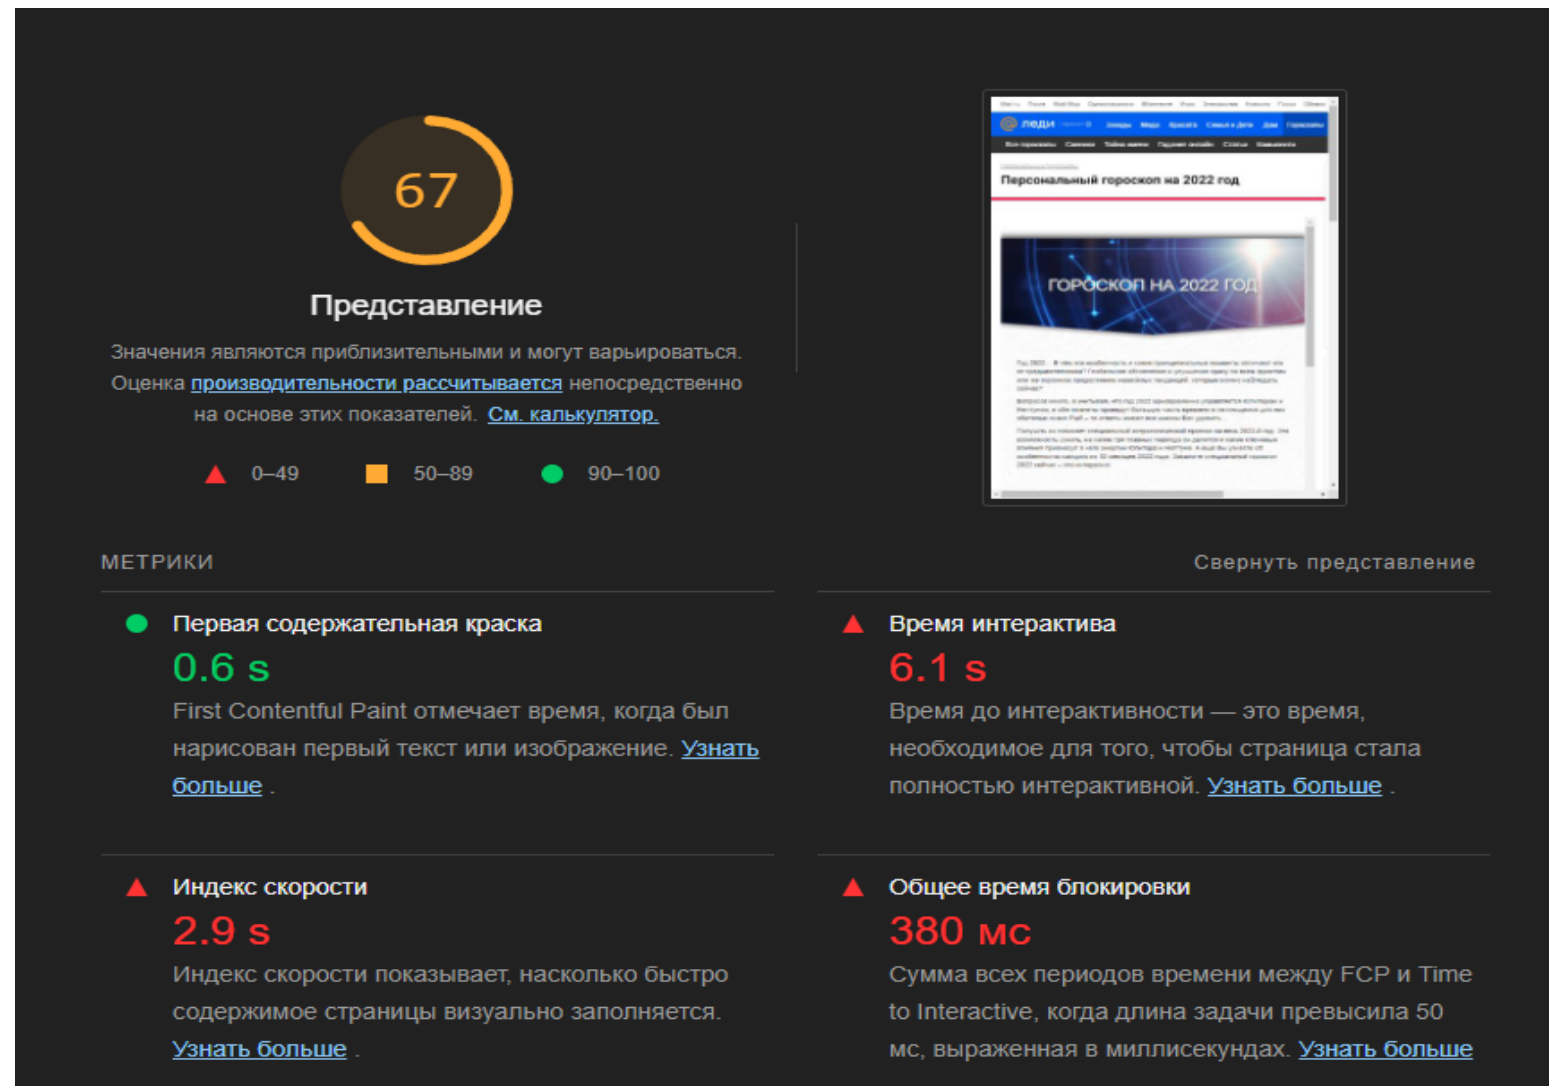 67
Представление
Значения являются приблизительными и могут варьироваться.
Оценка производительности рассчитывается непосредственно
на основе этих показателей. См. калькулятор.
0–49 50–89 90–100
леди
Персональный гороскоп на 2022 год
ГОРОСКОП НА 2022 ГОД
МЕТРИКИ
Свернуть представление
Первая содержательная краска
0.6 s
First Contentful Paint отмечает время, когда был
нарисован первый текст или изображение. Узнать
больше .
Время интерактива
6.1 s
Время до интерактивности — это время,
необходимое для того, чтобы страница стала
полностью интерактивной. Узнать больше .
Индекс скорости
2.9 s
Индекс скорости показывает, насколько быстро
содержимое страницы визуально заполняется.
Узнать больше .
Общее время блокировки
380 мс
Сумма всех периодов времени между FCP и Time
to Interactive, когда длина задачи превысила 50
мс, выраженная в миллисекундах. Узнать больше